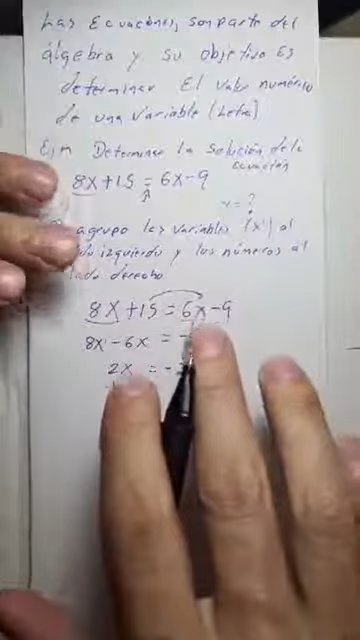 Las Ecuaciones, son parte del
álgebra y su objetivo Es
determinar El valor numérico
de una variable (Letra)
Ejm Determinar la solución de la
ecuación
8x+15=6x-9
x=?
agrupo las variables "x" al
izquierdo y los números al
lado derecho
8x+15=6x-9
8x-6x = -
2x = -